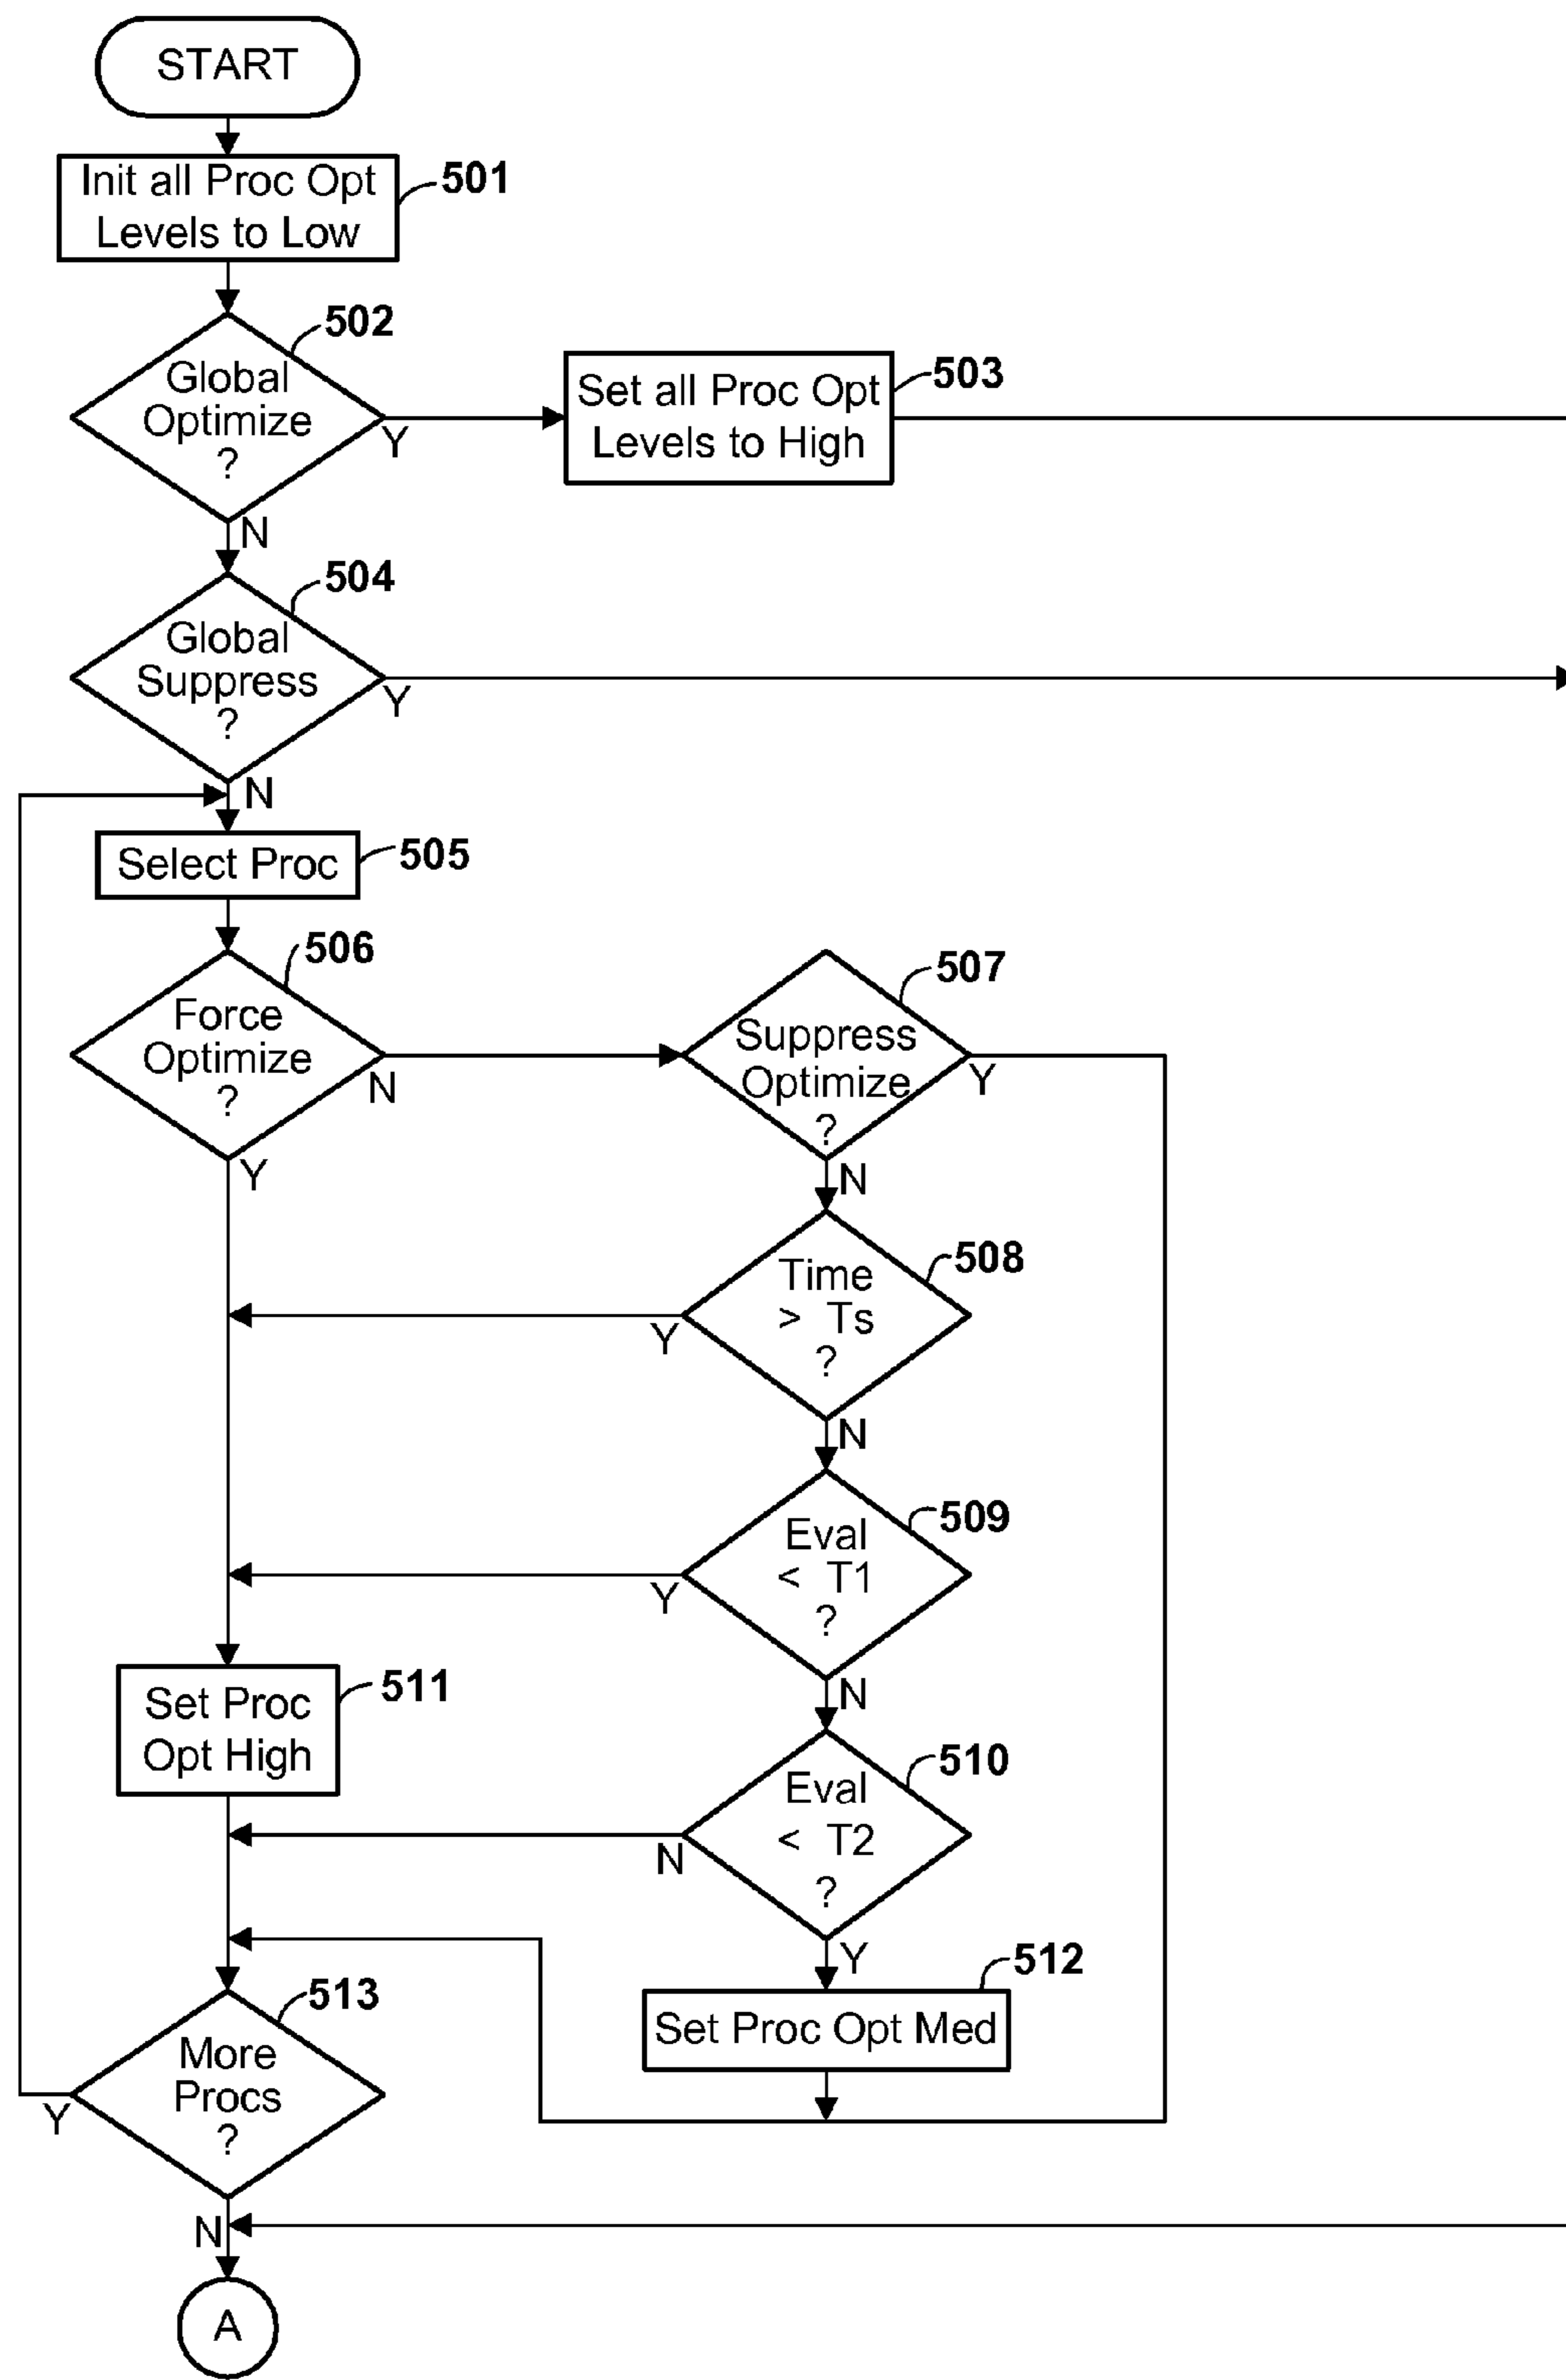 START
Init all Proc Opt
Levels to Low
501
502
Global
Optimize
?
Y
N
Set all Proc Opt
Levels to High
503
504
Global
Suppress
?
Y
N
Select Proc
505
506
Force
Optimize
?
N
Y
507
Suppress
Optimize
?
Y
N
508
Time
> Ts
?
Y
N
509
Eval
< T1
?
Y
N
511
Set Proc
Opt High
510
Eval
< T2
?
N
Y
512
Set Proc Opt Med
513
More
Procs
?
Y
N
A